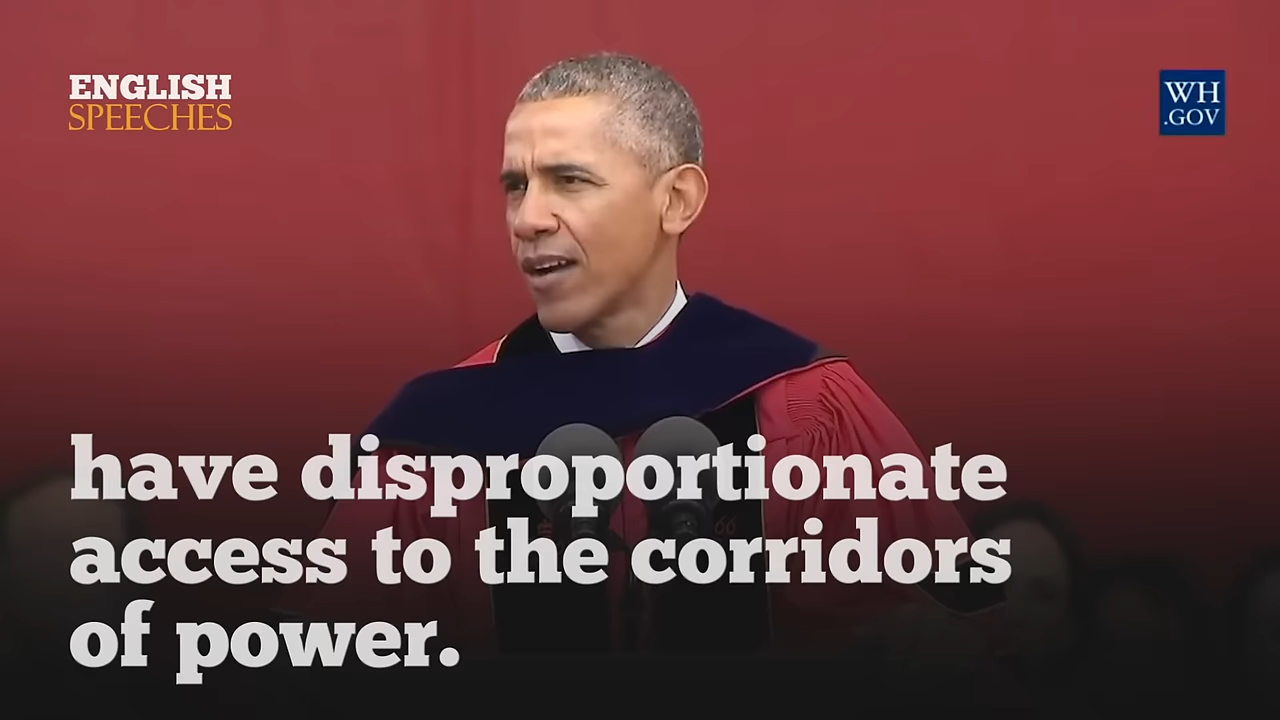 ENGLISH
SPEECHES
WH
.GOV
have disproportionate
access to the corridors
of power.